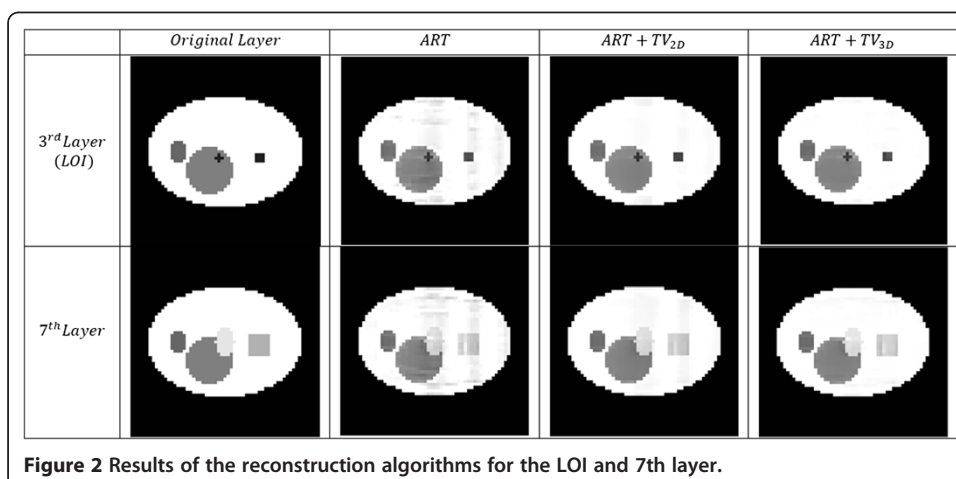 Original Layer ART ART + TV2D ART + TV3D
3rd Layer
(LOI)
7th Layer
Figure 2 Results of the reconstruction algorithms for the LOI and 7th layer.